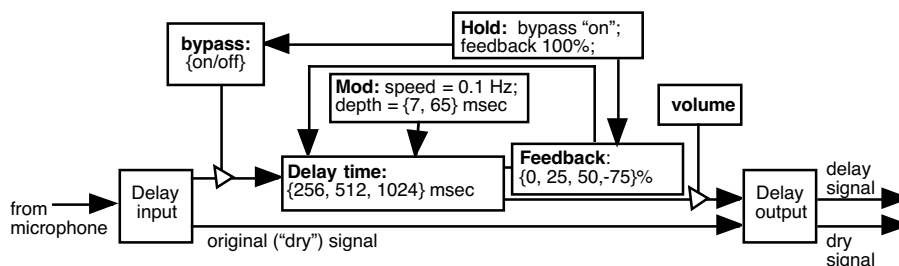 bypass:
{on/off}
Hold: bypass “on”;
feedback 100%;
Mod: speed = 0.1 Hz;
depth = {7, 65} msec
volume
Delay time:
{256, 512, 1024} msec
Feedback:
{0, 25, 50,-75}%
from
microphone
Delay
input
original (“dry”) signal
Delay
output
delay
signal
dry
signal